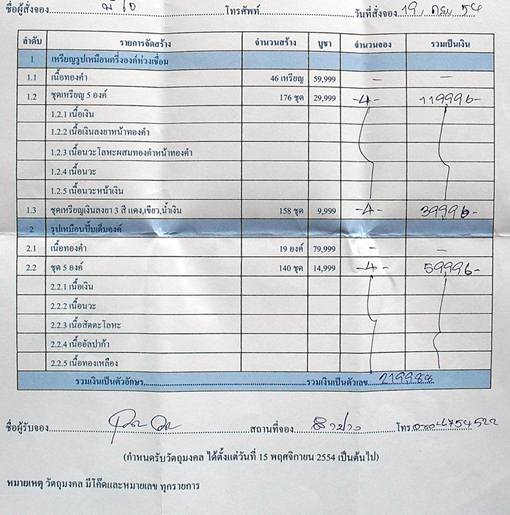 ชื่อผู้สั่งจอง โทรศัพท์ วันที่สั่งจอง 19, กย, 54
ลำดับ รายการจัดสร้าง จำนวนสร้าง บูชา จำนวนจอง รวมเป็นเงิน
1 เหรียญรูปเหมือนครึ่งองค์ห่วงเชื่อม
1.1 เนื้อทองคำ 46 เหรียญ 59,999 - -
1.2 ชุดเหรียญ 5 องค์ 176 ชุด 29,999 -4- 119996-
1.2.1 เนื้อเงิน
1.2.2 เนื้อเงินลงยาหน้าทองคำ
1.2.3 เนื้อนวะโลหะผสมทองคำหน้าทองคำ
1.2.4 เนื้อนวะ
1.2.5 เนื้อนวะหน้าเงิน
1.3 ชุดเหรียญเงินลงยา 3 สี แดง,เขียว,น้ำเงิน 158 ชุด 9,999 -4- 39996-
2 รูปเหมือนปั๊มเต็มองค์
2.1 เนื้อทองคำ 19 องค์ 79,999 - -
2.2 ชุด 5 องค์ 140 ชุด 14,999 -4- 59996-
2.2.1 เนื้อเงิน
2.2.2 เนื้อนวะ
2.2.3 เนื้อสัตตะโลหะ
2.2.4 เนื้ออัลปาก้า
2.2.5 เนื้อทองเหลือง
รวมเงินเป็นตัวอักษร รวมเงินเป็นตัวเลข 219988
ชื่อผู้รับจอง สถานที่จอง โทร.
(กำหนดรับวัตถุมงคล ได้ตั้งแต่วันที่ 15 พฤศจิกายน 2554 เป็นต้นไป)
หมายเหตุ วัตถุมงคล มีโค๊ดและหมายเลข ทุกรายการ